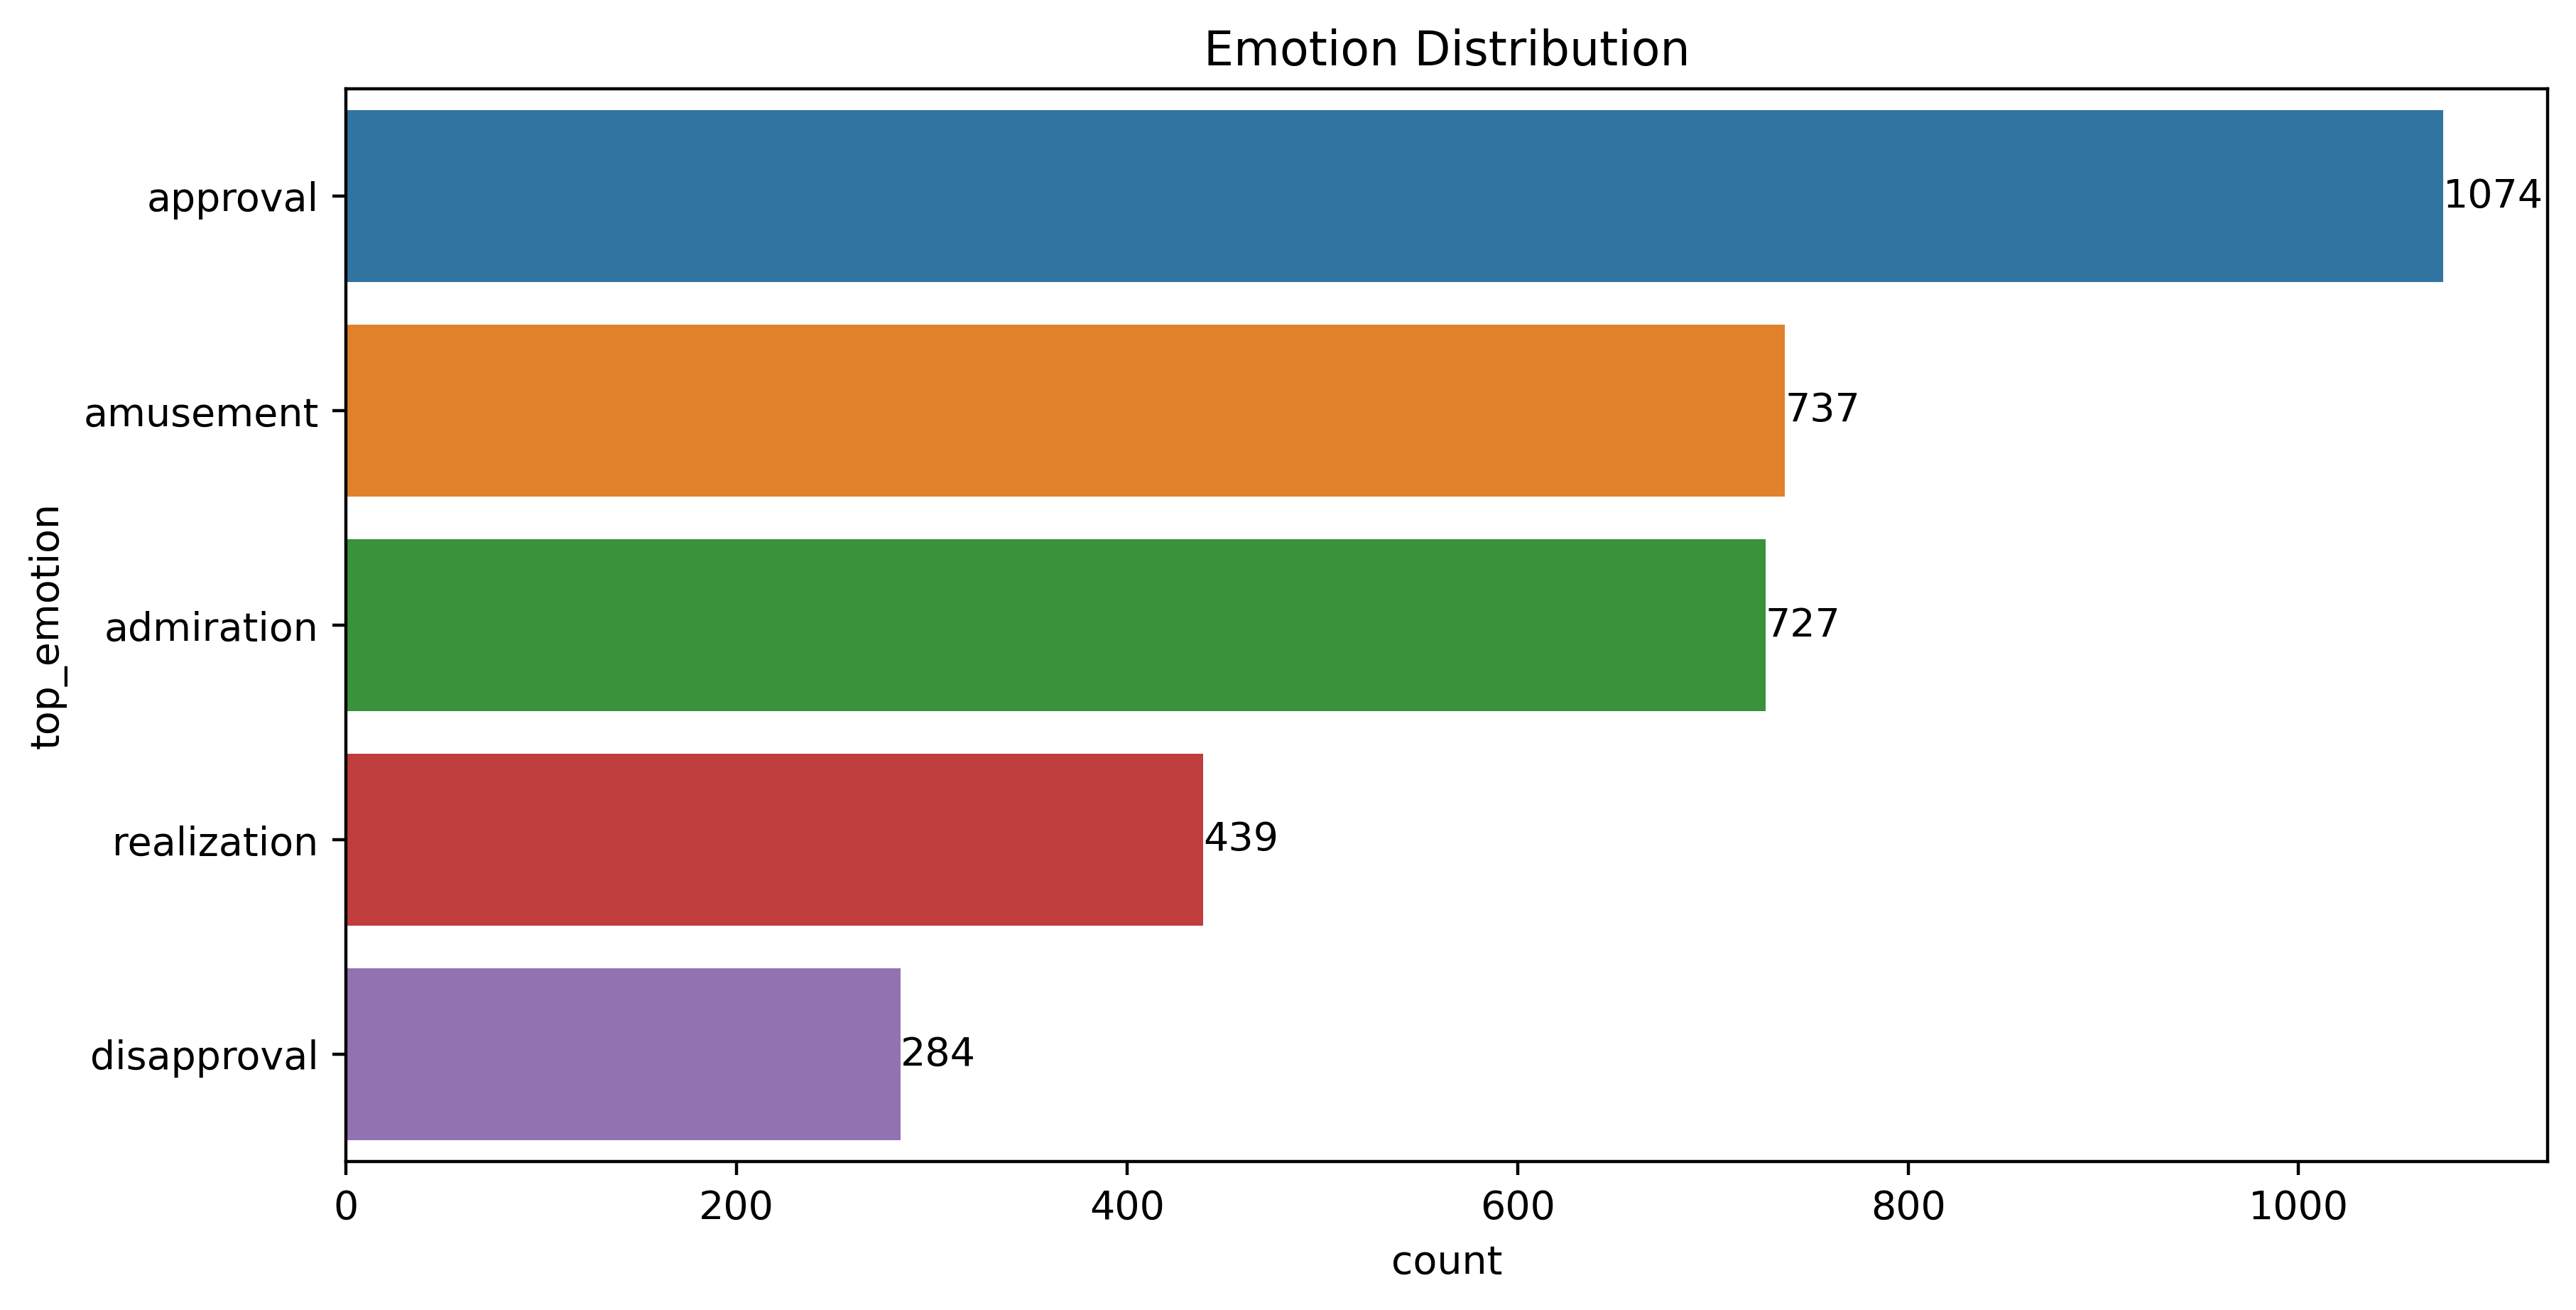 Emotion Distribution
approval
1074
amusement
737
admiration
727
realization
439
disapproval
284
top_emotion
0 200 400 600 800 1000
count